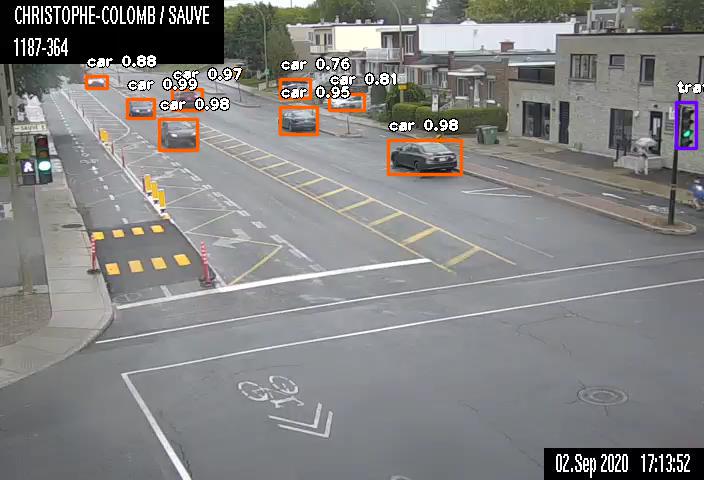 CHRISTOPHE-COLOMB / SAUVE
1187-364
car 0.88
car 0.97
car 0.99
car 0.98
car 0.76
car 0.81
car 0.95
car 0.98
tra
02.Sep 2020 17:13:52